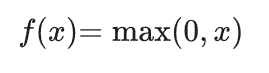 f(x)= max(0, x)